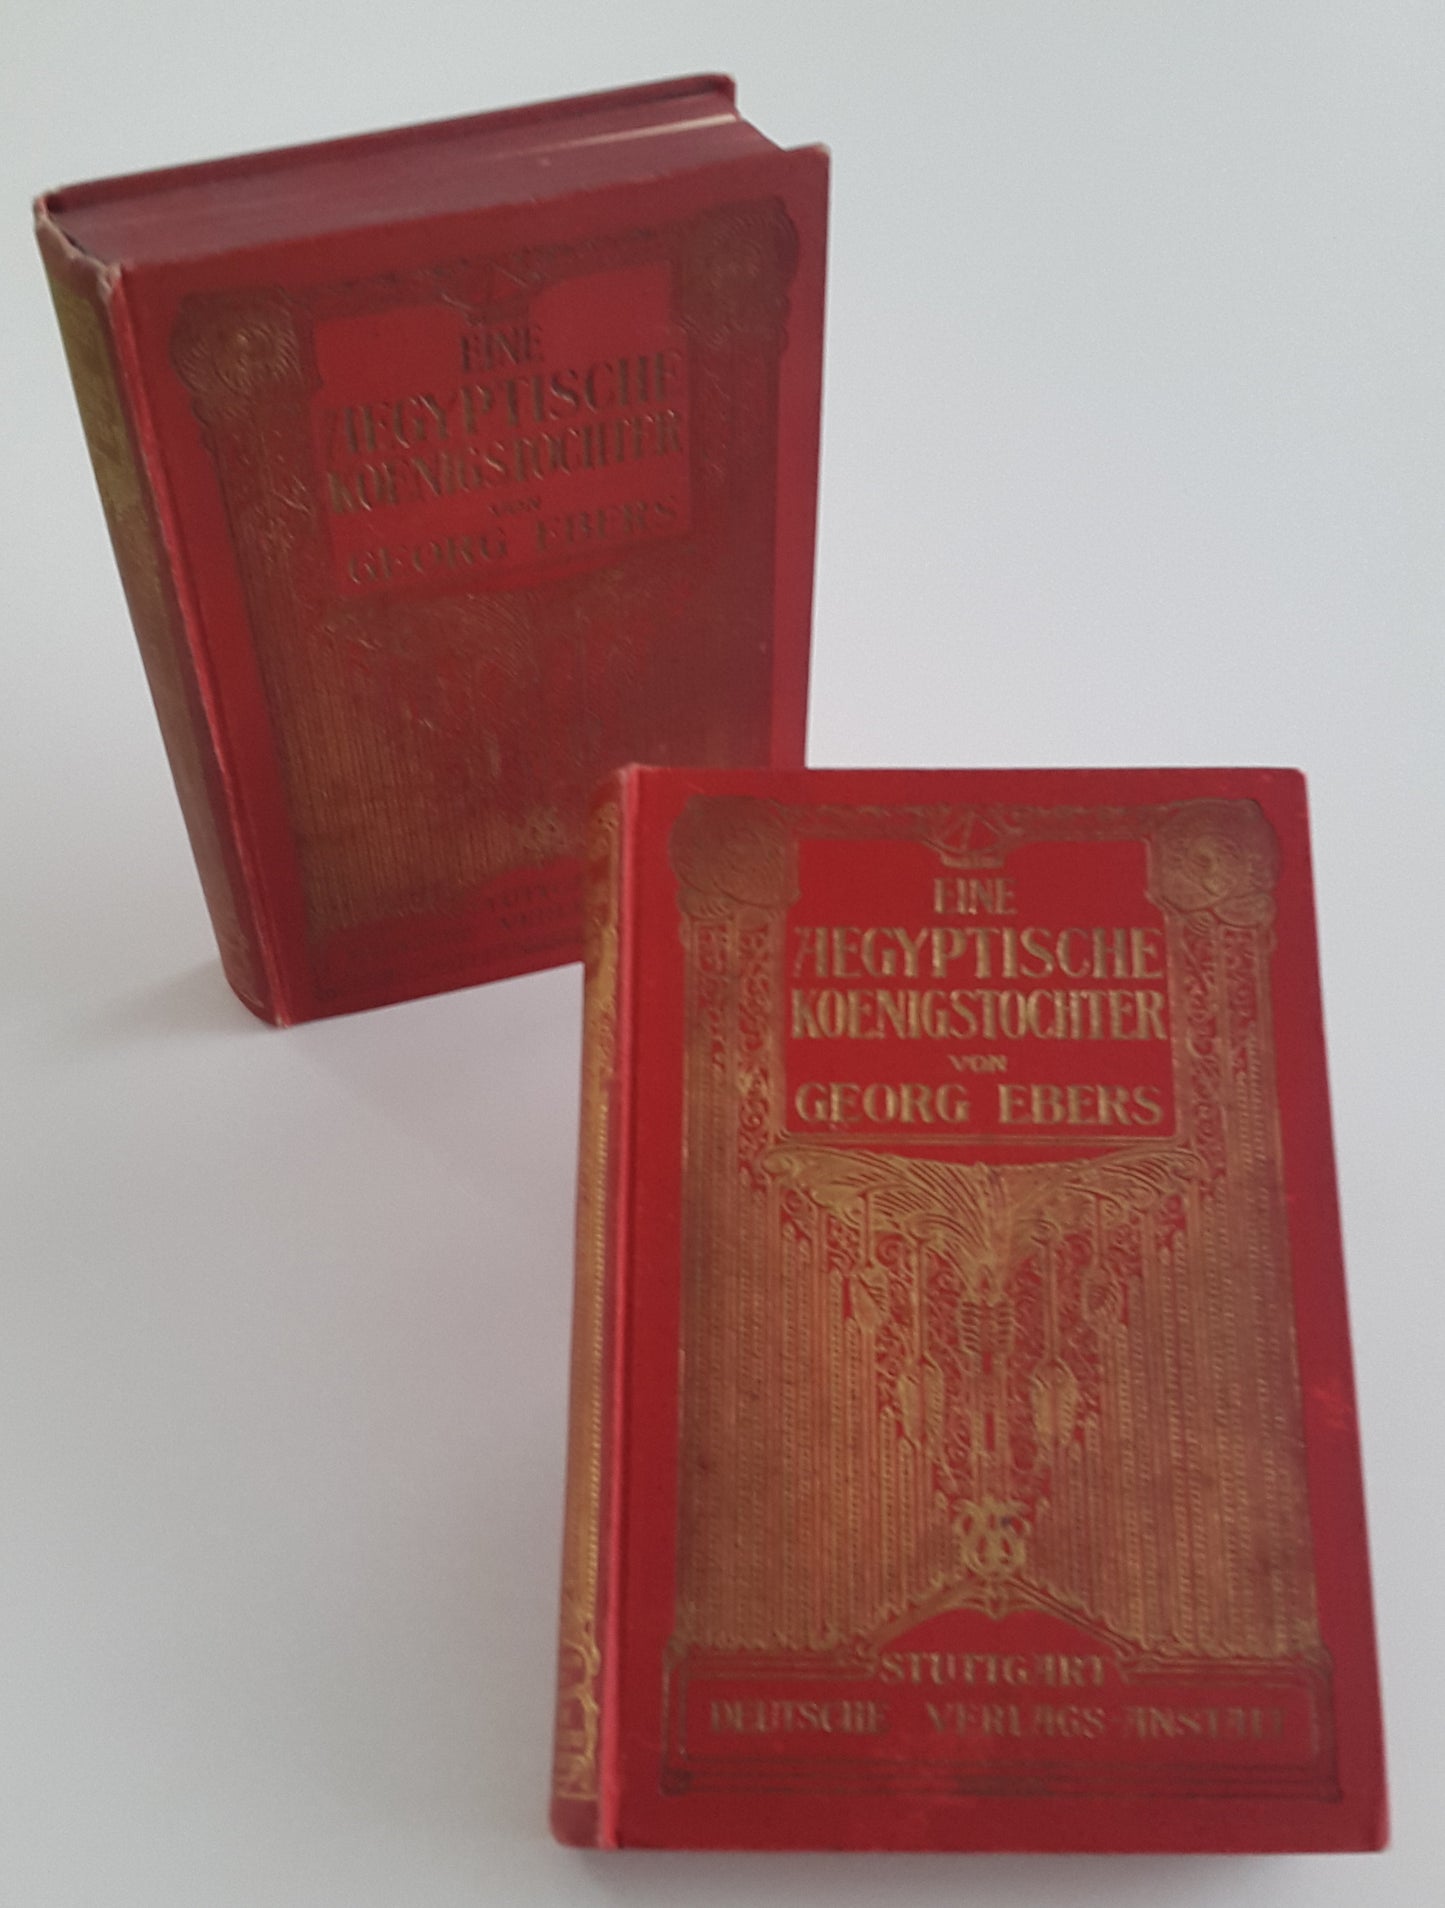 EINE
AEGYPTISCHE
KOENIGSTOCHTER
VON
GEORG EBERS
EINE
AEGYPTISCHE
KOENIGSTOCHTER
VON
GEORG EBERS
STUTTGART
DEUTSCHE VERLAGS-ANSTALT